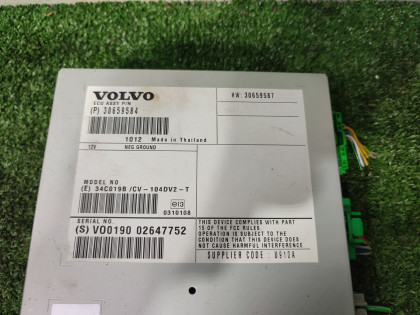 VOLVO
ECU ASSY P/N
(P) 30659584
HW: 30659587
1012 Made in Thailand
12V NEG GROUND
MODEL NO
(E) 34C019B /CV-104DV2-T
e13
0310108
SERIAL NO.
(S) VO0190 02647752
THIS DEVICE COMPLIES WITH PART
15 OF THE FCC RULES
OPERATION IS SUBJECT TO THE
CONDITION THAT THIS DEVICE DOES
NOT CAUSE HARMFUL INTERFERENCE
SUPPLIER CODE : U910A